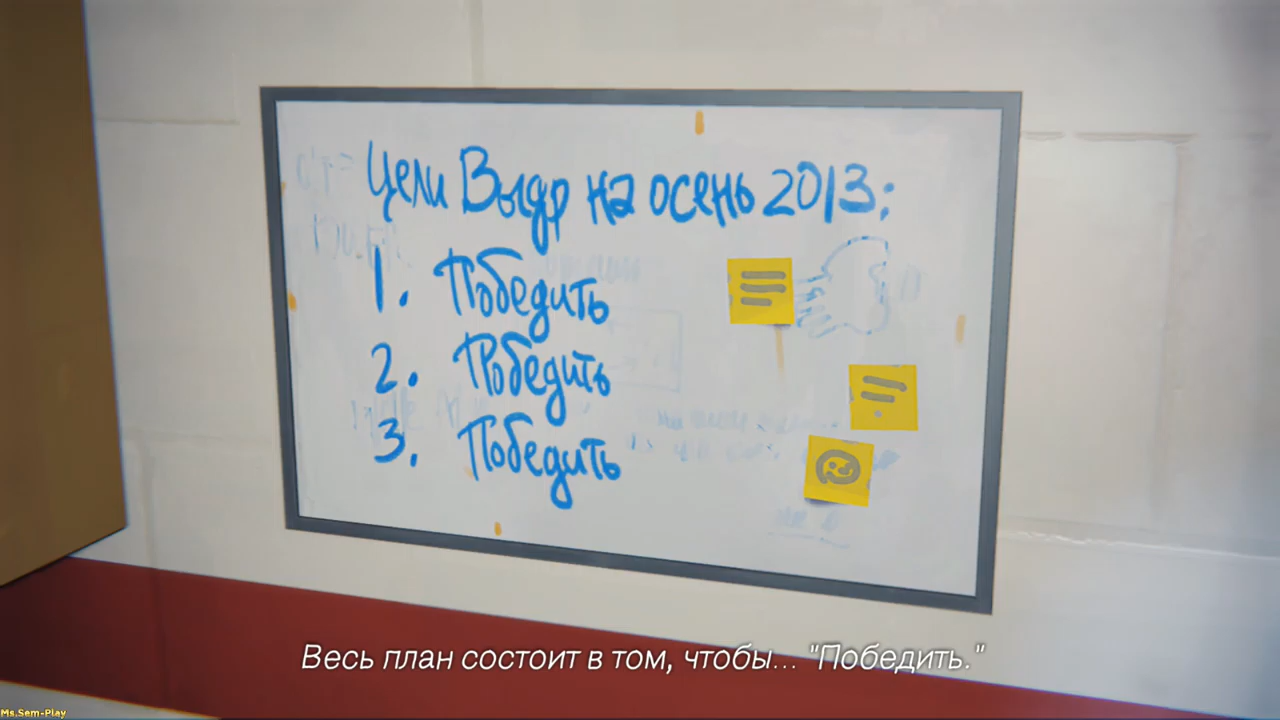 Цели Выдр на осень 2013:
1. Победить
2. Победить
3. Победить
Весь план состоит в том, чтобы... "Победить."
Ms.Sem-Play